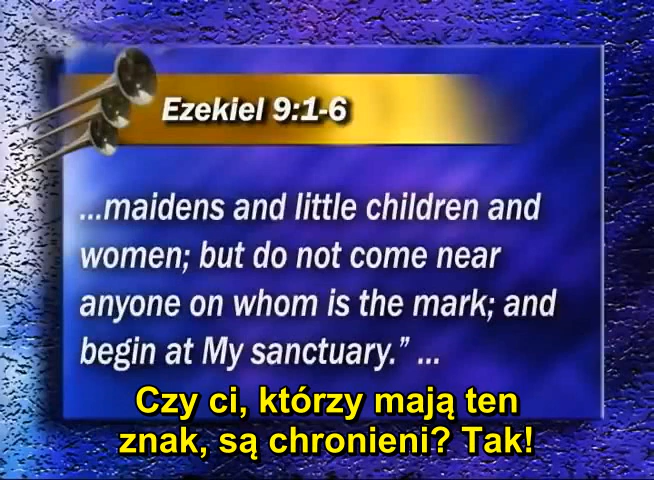 Ezekiel 9:1-6
...maidens and little children and
women; but do not come near
anyone on whom is the mark; and
begin at My sanctuary.” ...
Czy ci, którzy mają ten
znak, są chronieni? Tak!